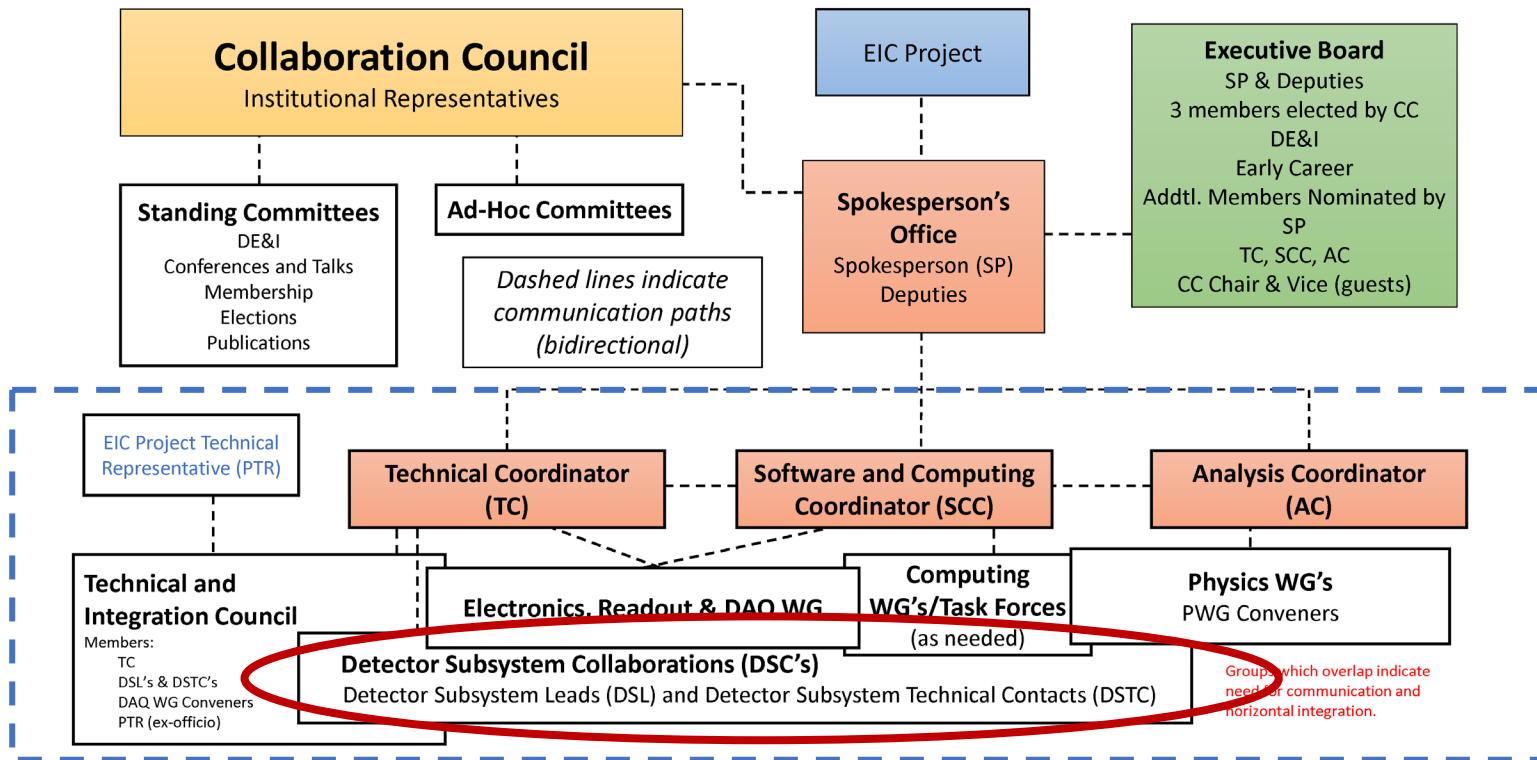 Collaboration Council
Institutional Representatives
EIC Project
Executive Board
SP & Deputies
3 members elected by CC
DE&I
Early Career
Addtl. Members Nominated by
SP
TC, SCC, AC
CC Chair & Vice (guests)
Standing Committees
DE&I
Conferences and Talks
Membership
Elections
Publications
Ad-Hoc Committees
Dashed lines indicate
communication paths
(bidirectional)
Spokesperson's
Office
Spokesperson (SP)
Deputies
EIC Project Technical
Representative (PTR)
Technical Coordinator
(TC)
Software and Computing
Coordinator (SCC)
Analysis Coordinator
(AC)
Technical and
Integration Council
Members:
TC
DSL's & DSTC's
DAQ WG Conveners
PTR (ex-officio)
Electronics, Readout & DAQ WG
Computing
WG's/Task Forces
(as needed)
Physics WG's
PWG Conveners
Detector Subsystem Collaborations (DSC's)
Detector Subsystem Leads (DSL) and Detector Subsystem Technical Contacts (DSTC)
Groups which overlap indicate
need for communication and
horizontal integration.